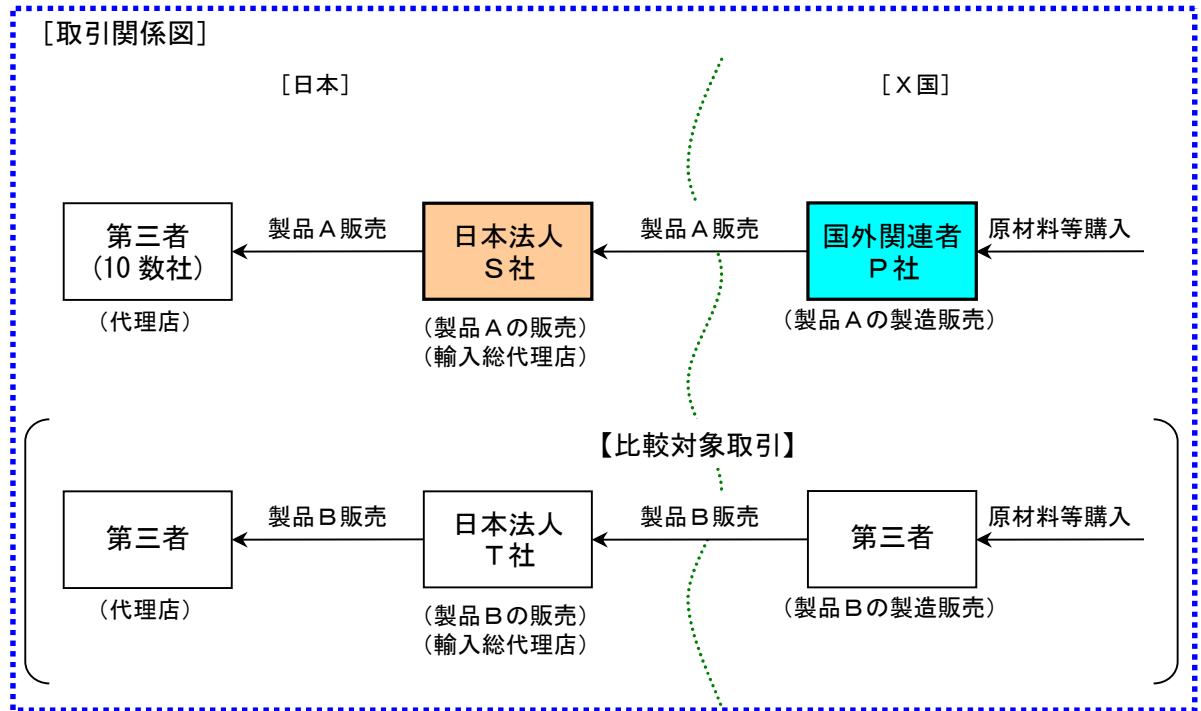 ［取引関係図］
［日本］
［Ｘ国］
第三者
（10 数社）
製品Ａ販売
日本法人
Ｓ社
製品Ａ販売
国外関連者
Ｐ社
原材料等購入
（代理店）
（製品Ａの販売）
（輸入総代理店）
（製品Ａの製造販売）
【比較対象取引】
第三者
製品Ｂ販売
日本法人
Ｔ社
製品Ｂ販売
第三者
原材料等購入
（代理店）
（製品Ｂの販売）
（輸入総代理店）
（製品Ｂの製造販売）